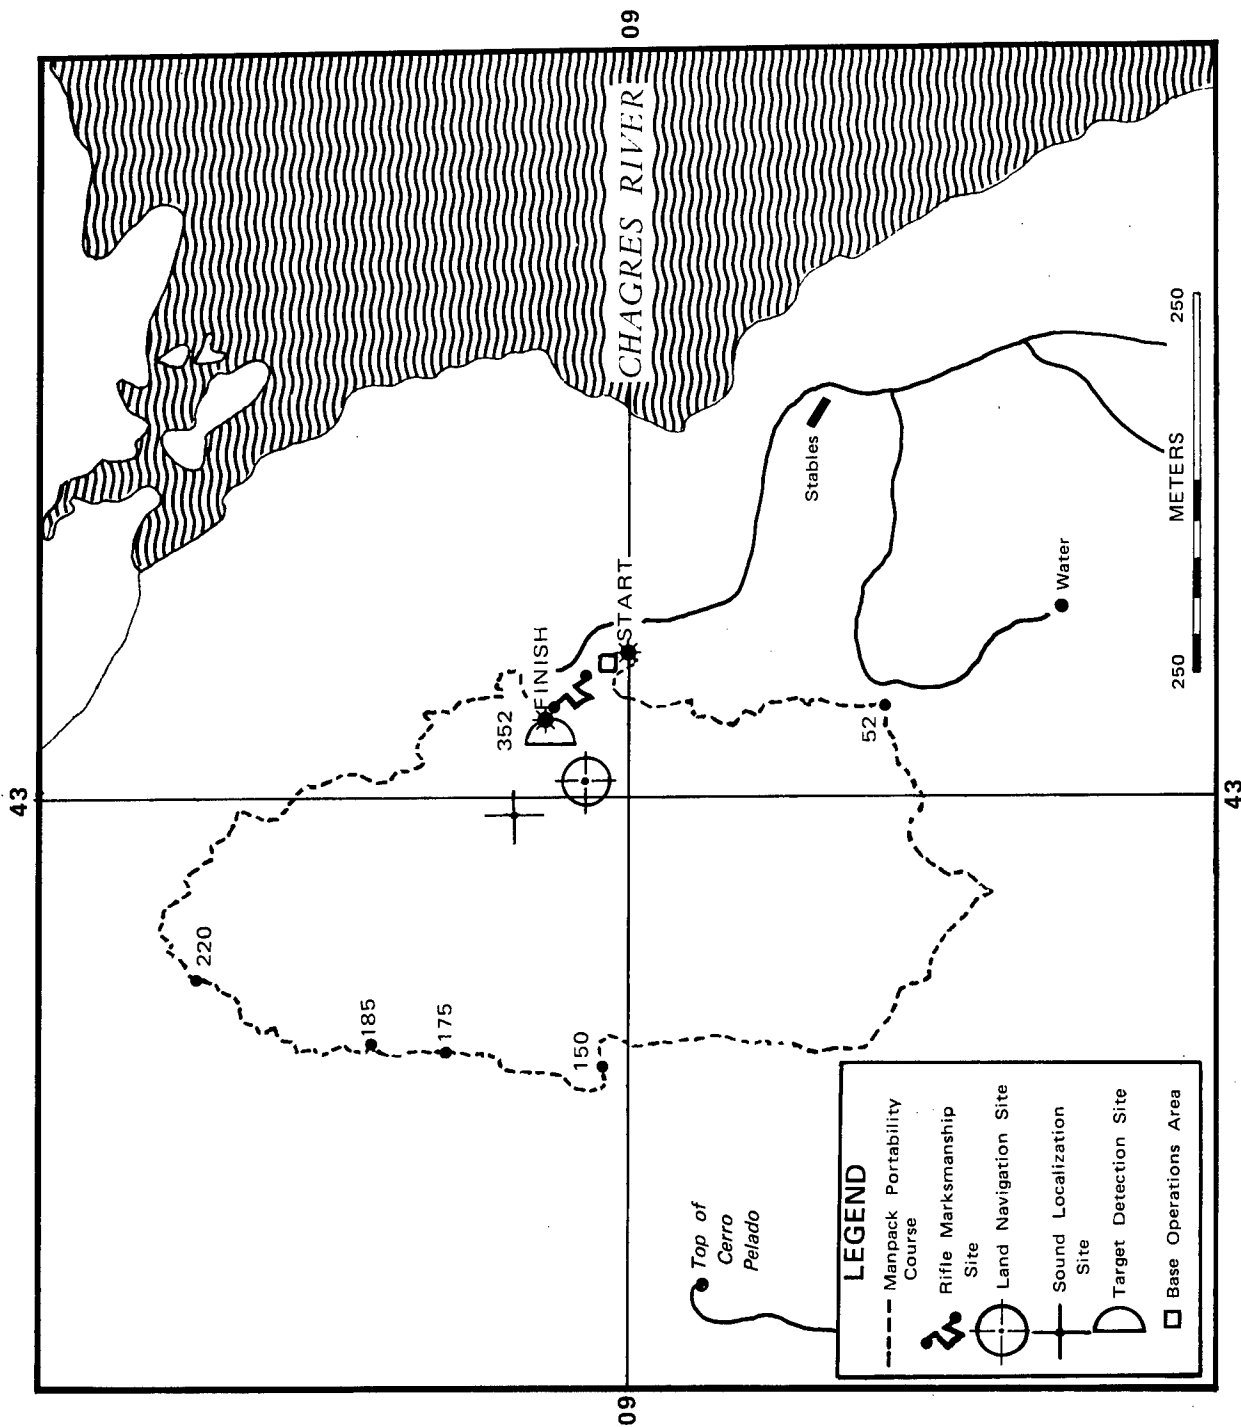 43
220
185
175
352
FINISH
150
09
START
CHAGRES RIVER
09
Top of
Cerro
Pelado
Stables
52
LEGEND
Manpack Portability
Course
Rifle Marksmanship
Site
Land Navigation Site
Sound Localization
Site
Target Detection Site
Base Operations Area
Water
250 METERS 250
43